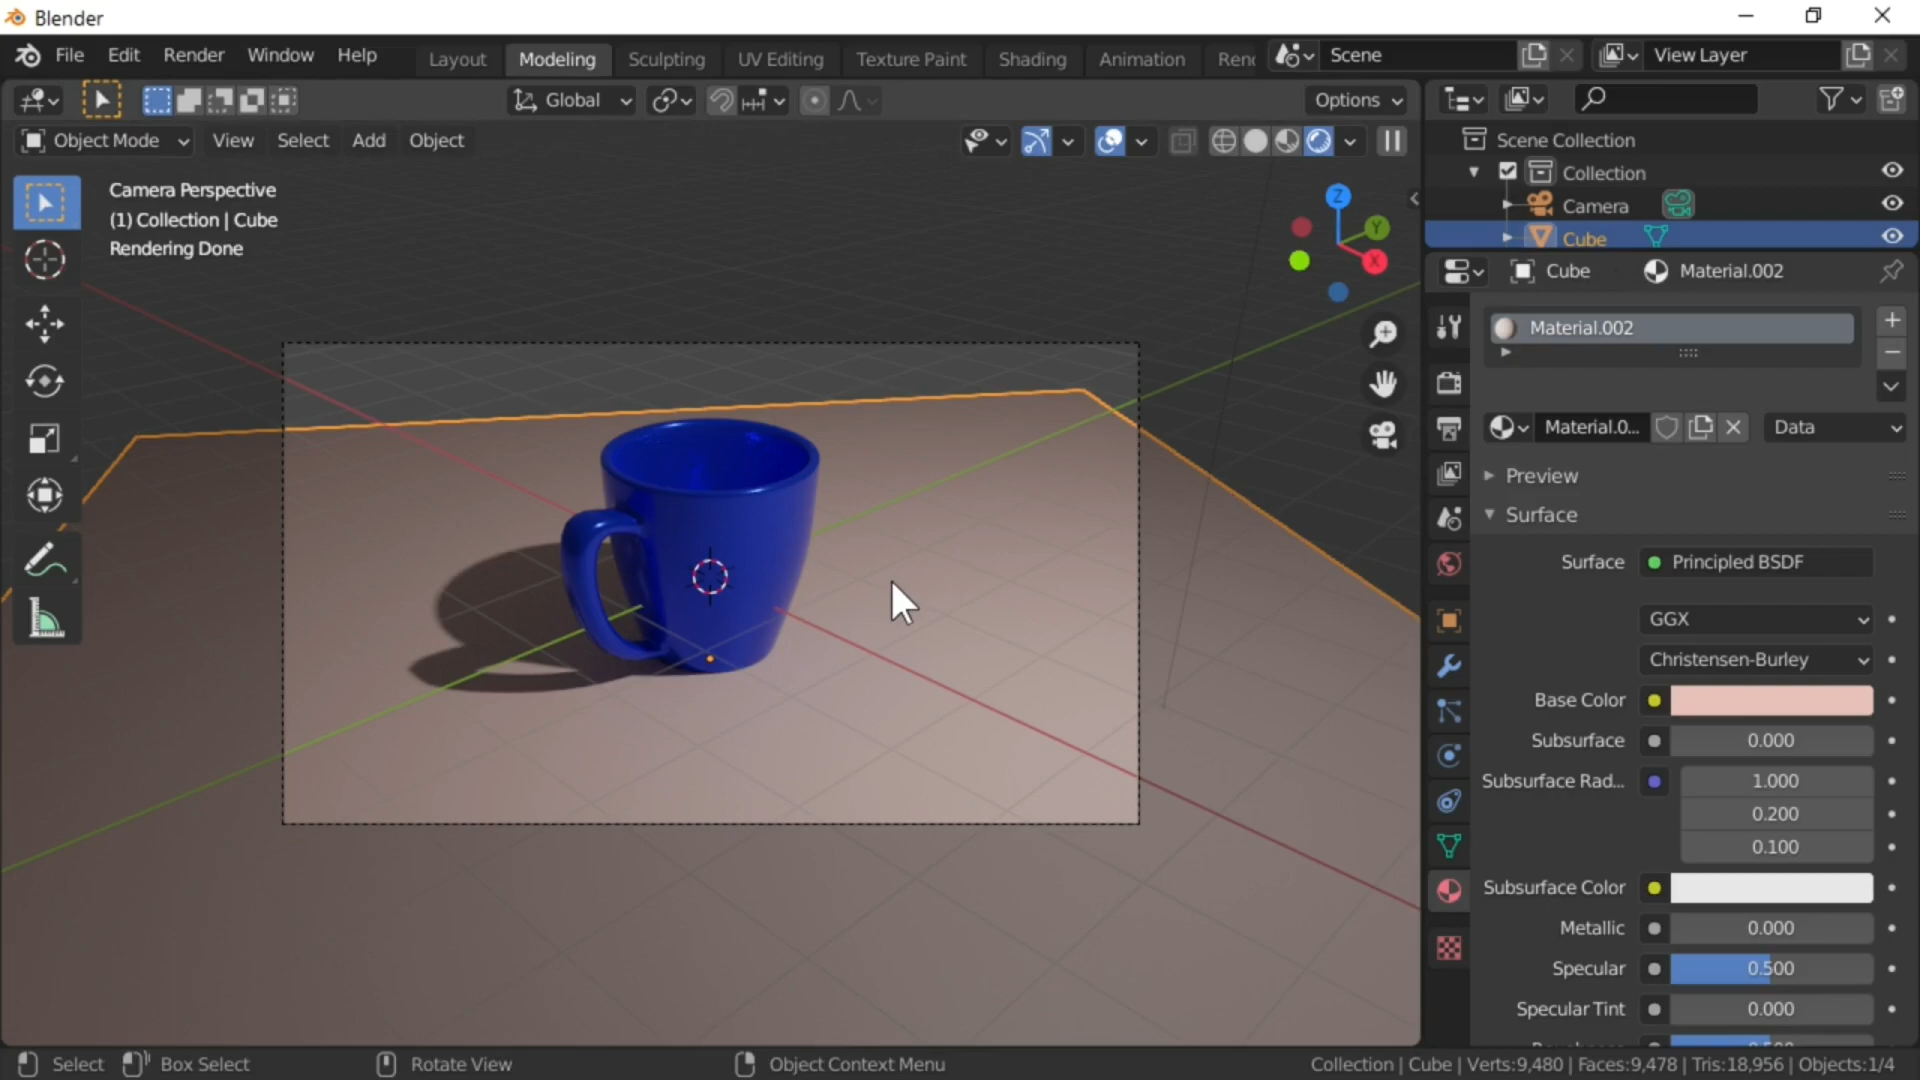 Blender
File Edit Render Window Help Layout Modeling Sculpting UV Editing Texture Paint Shading Animation Ren Scene View Layer
Global Options
Object Mode View Select Add Object
Scene Collection
Collection
Camera
Cube
Camera Perspective
(1) Collection | Cube
Rendering Done
Z
Y
X
Cube Material.002
Material.002
Material.0... Data
Preview
Surface
Surface Principled BSDF
GGX
Christensen-Burley
Base Color
Subsurface 0.000
Subsurface Rad... 1.000
0.200
0.100
Subsurface Color
Metallic 0.000
Specular 0.500
Specular Tint 0.000
Select Box Select Rotate View Object Context Menu Collection | Cube | Verts:9,480 | Faces:9,478 | Tris:18,956 | Objects:1/4